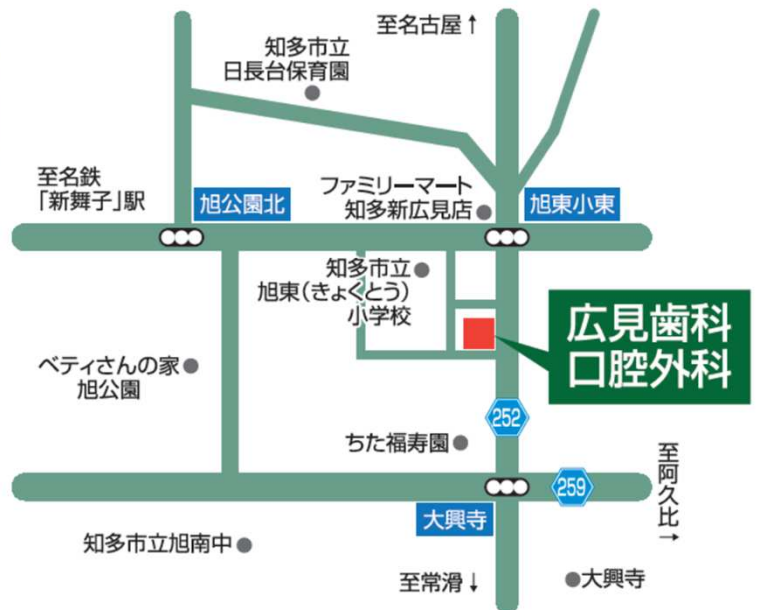 至名古屋↑
知多市立
日長台保育園
至名鉄
「新舞子」駅
旭公園北
ファミリーマート
知多新広見店
旭東小東
知多市立
旭東(きょくとう)
小学校
広見歯科
口腔外科
ベティさんの家
旭公園
252
ちた福寿園
至阿久比→
259
大興寺
知多市立旭南中
至常滑↓
大興寺